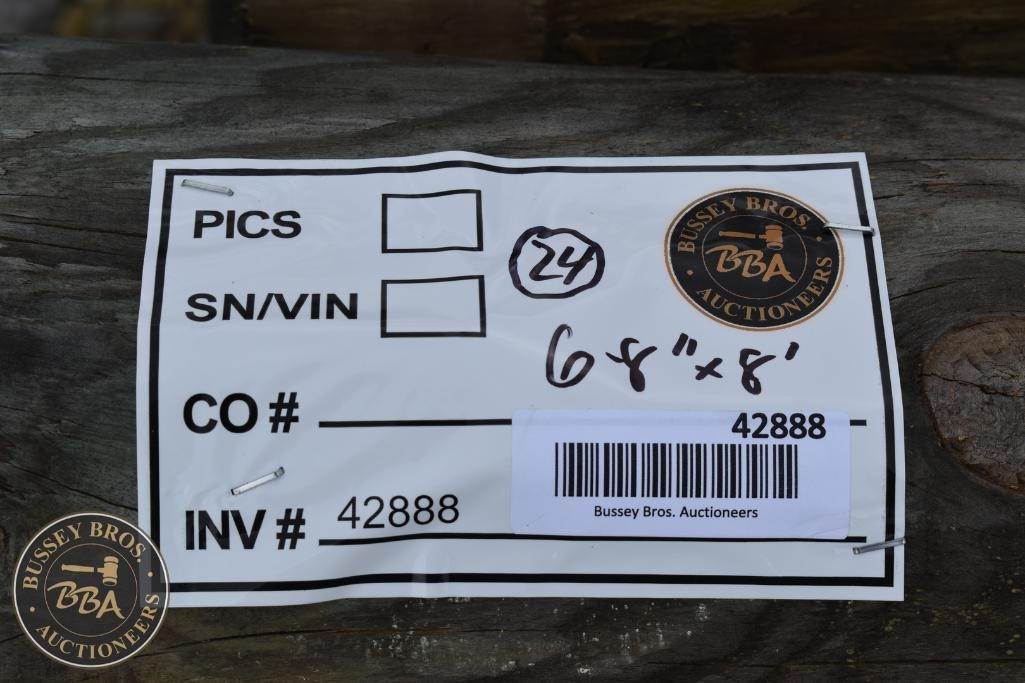 PICS
24
BUSSEY BROS.
BBA
AUCTIONEERS
SN/VIN
6-8" x 8'
CO #
42888
Bussey Bros. Auctioneers
INV # 42888
BUSSEY BROS.
BBA
AUCTIONEERS